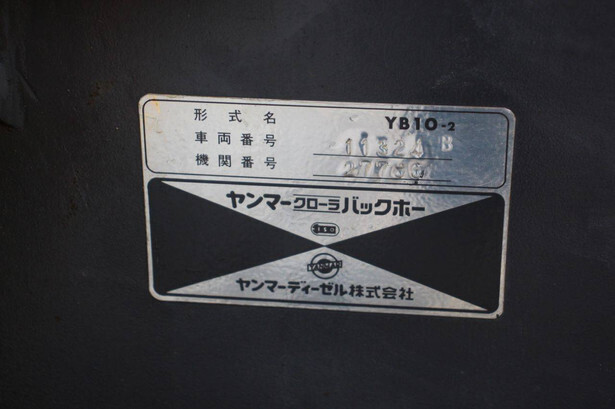 形式名 YB10-2
車両番号
機関番号
ヤンマークローラバックホー
YANMAR
ヤンマーディーゼル株式会社